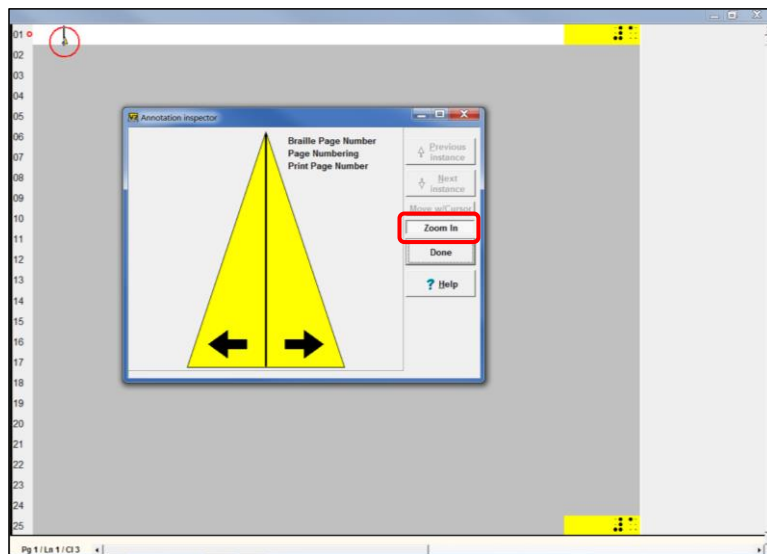 01
02
03
04
05
Annotation inspector
06
Braille Page Number
07
Page Numbering
Print Page Number
Previous
instance
08
Next
instance
09
Move w/Cursor
10
Zoom In
11
Done
12
13
? Help
14
15
16
17
18
19
20
21
22
23
24
25
Pg 1 / Ln 1 / Cl 3